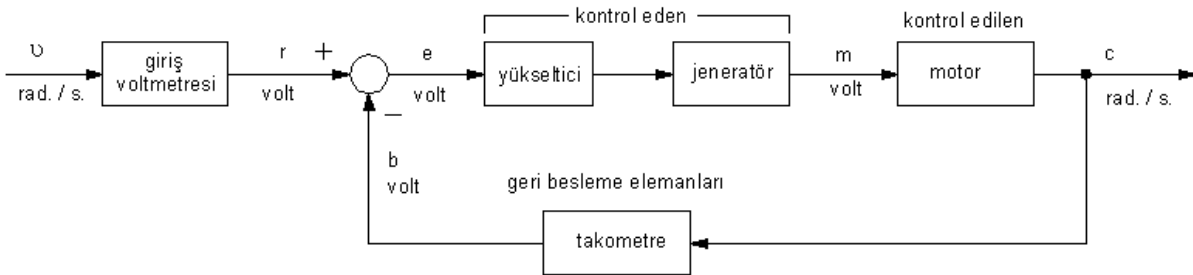 kontrol eden
kontrol edilen
υ
rad. / s.
giriş
voltmetresi
r
volt
+
−
e
volt
yükseltici
jeneratör
m
volt
motor
c
rad. / s.
b
volt
geri besleme elemanları
takometre